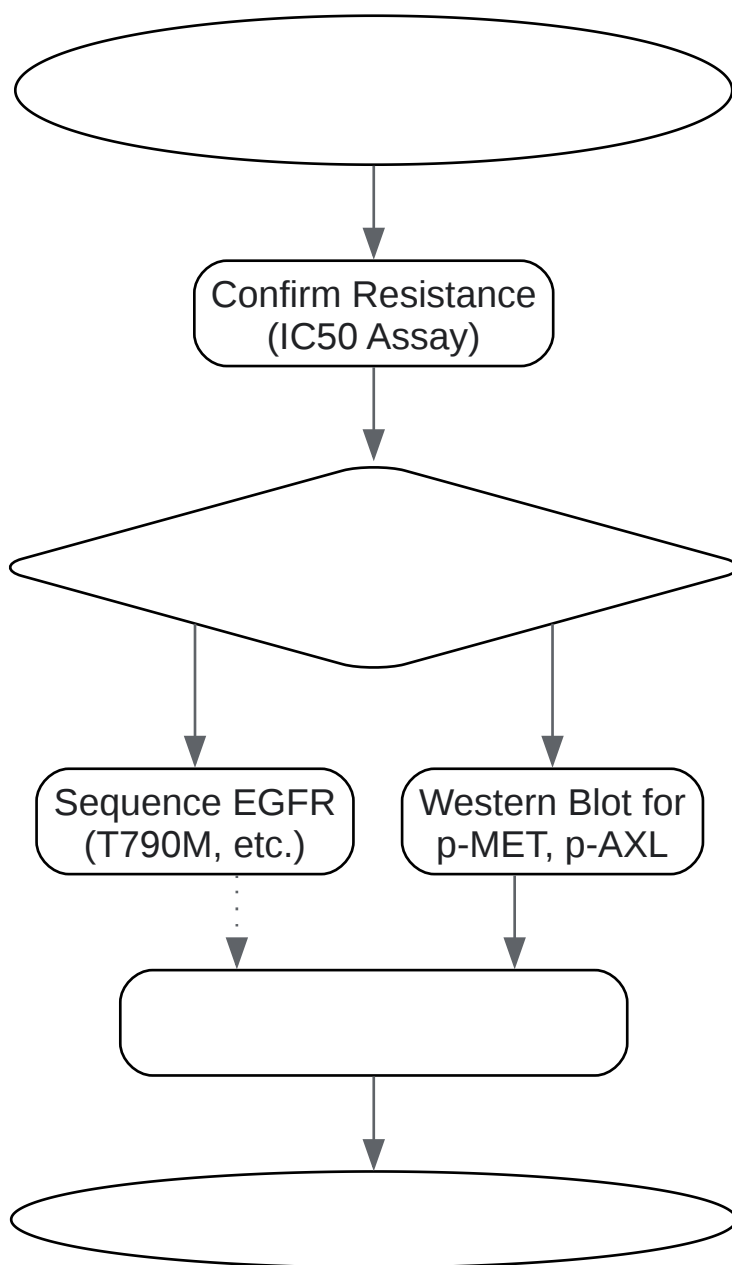 Confirm Resistance
(IC50 Assay)
Sequence EGFR
(T790M, etc.)
Western Blot for
p-MET, p-AXL